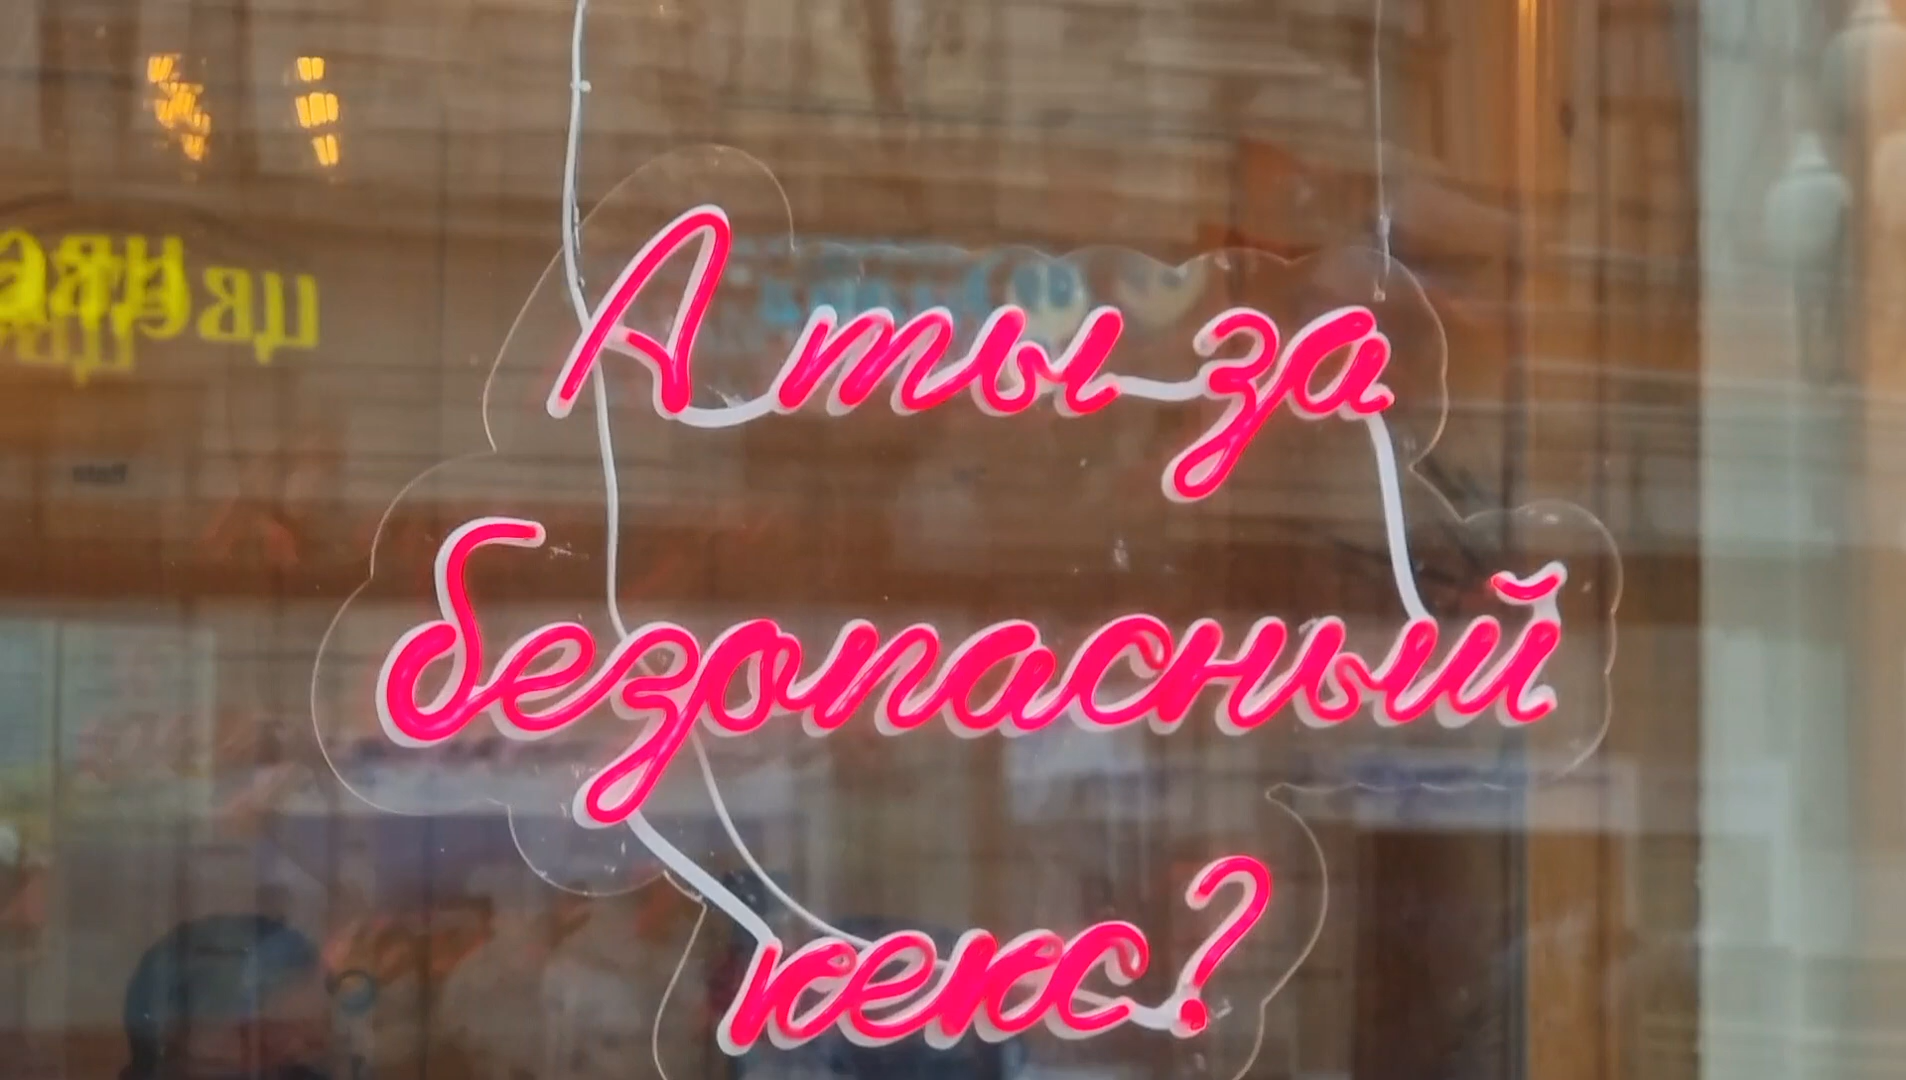 А ты за
безопасный
кекс?